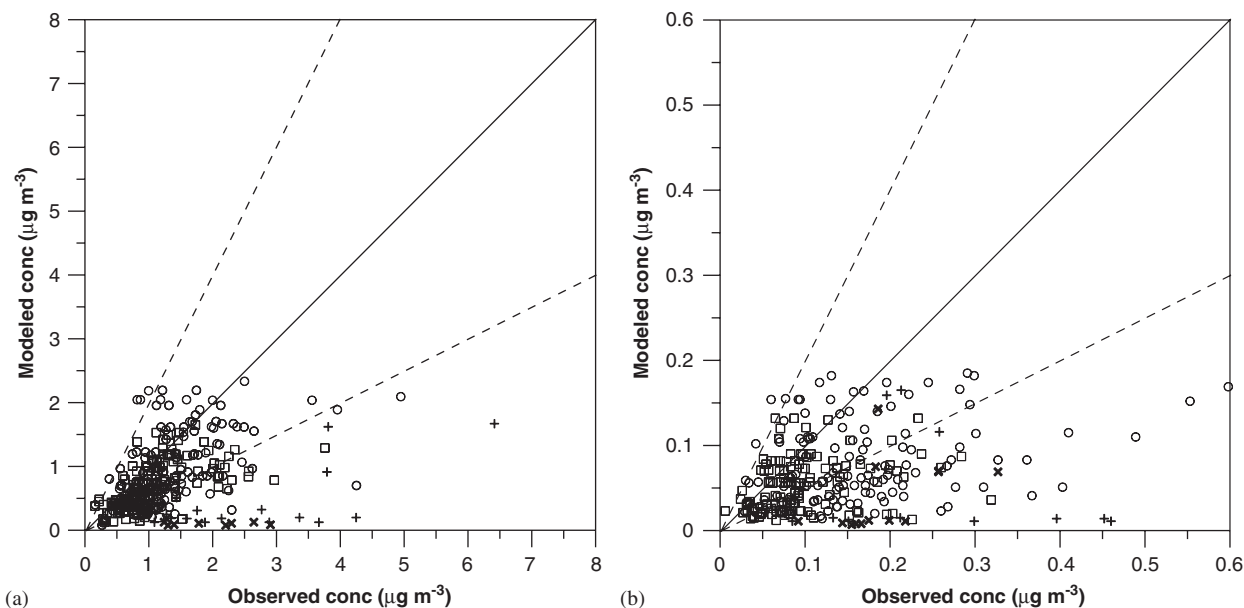 8
7
6
5
4
3
2
1
0
Modeled conc (μg m-3)
0 1 2 3 4 5 6 7 8
Observed conc (μg m-3)
(a)
0.6
0.5
0.4
0.3
0.2
0.1
0
Modeled conc (μg m-3)
0 0.1 0.2 0.3 0.4 0.5 0.6
Observed conc (μg m-3)
(b)